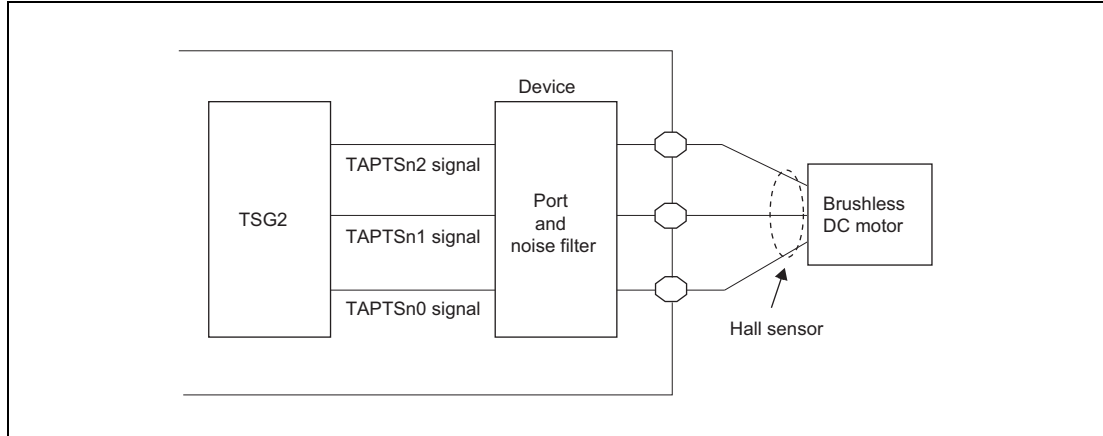 Device
TAPTSn2 signal
TSG2
TAPTSn1 signal
Port
and
noise filter
Brushless
DC motor
TAPTSn0 signal
Hall sensor